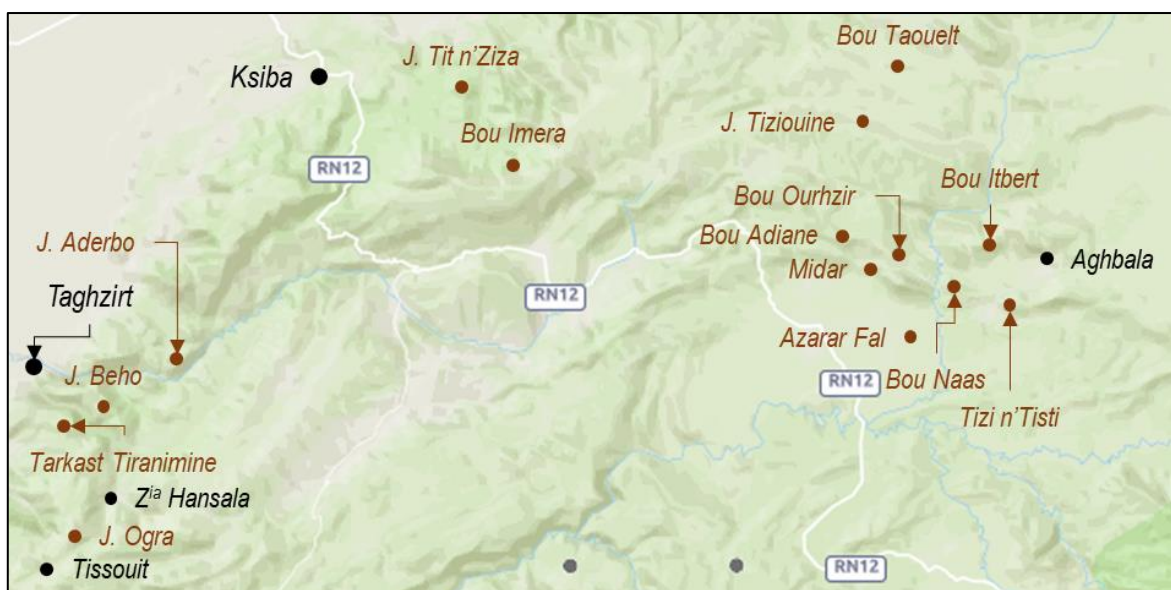 Bou Taouelt
J. Tit n’Ziza
Ksiba
J. Tiziouine
Bou Imera
RN12
Bou Itbert
Bou Ourhzir
J. Aderbo
Bou Adiane
Aghbala
Midar
Taghzirt
RN12
Azarar Fal
J. Beho
Bou Naas
RN12
Tizi n’Tisti
Tarkast Tiranimine
Zia Hansala
J. Ogra
Tissouit
RN12